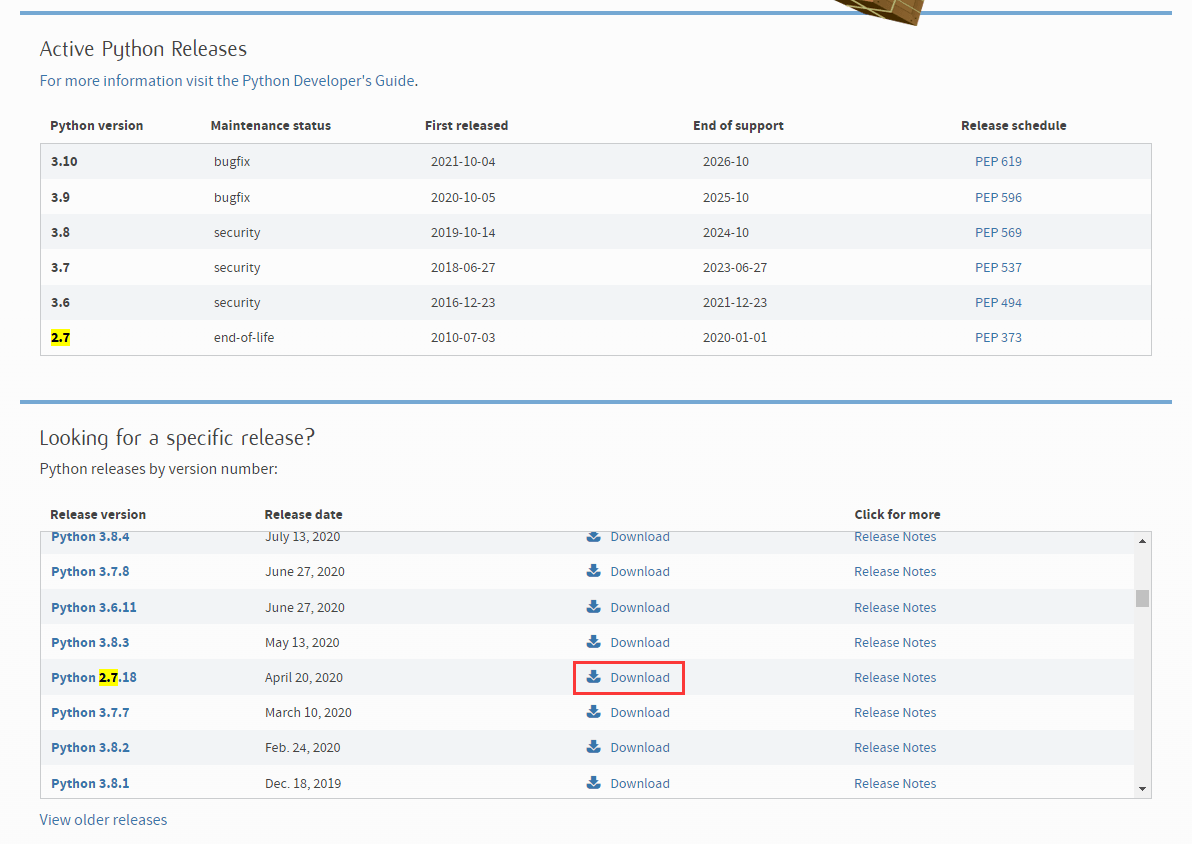 Active Python Releases
For more information visit the Python Developer's Guide.
Python version Maintenance status First released End of support Release schedule
3.10 bugfix 2021-10-04 2026-10 PEP 619
3.9 bugfix 2020-10-05 2025-10 PEP 596
3.8 security 2019-10-14 2024-10 PEP 569
3.7 security 2018-06-27 2023-06-27 PEP 537
3.6 security 2016-12-23 2021-12-23 PEP 494
2.7 end-of-life 2010-07-03 2020-01-01 PEP 373
Looking for a specific release?
Python releases by version number:
Release version Release date Click for more
Python 3.8.4 July 13, 2020 Download Release Notes
Python 3.7.8 June 27, 2020 Download Release Notes
Python 3.6.11 June 27, 2020 Download Release Notes
Python 3.8.3 May 13, 2020 Download Release Notes
Python 2.7.18 April 20, 2020 Download Release Notes
Python 3.7.7 March 10, 2020 Download Release Notes
Python 3.8.2 Feb. 24, 2020 Download Release Notes
Python 3.8.1 Dec. 18, 2019 Download Release Notes
View older releases